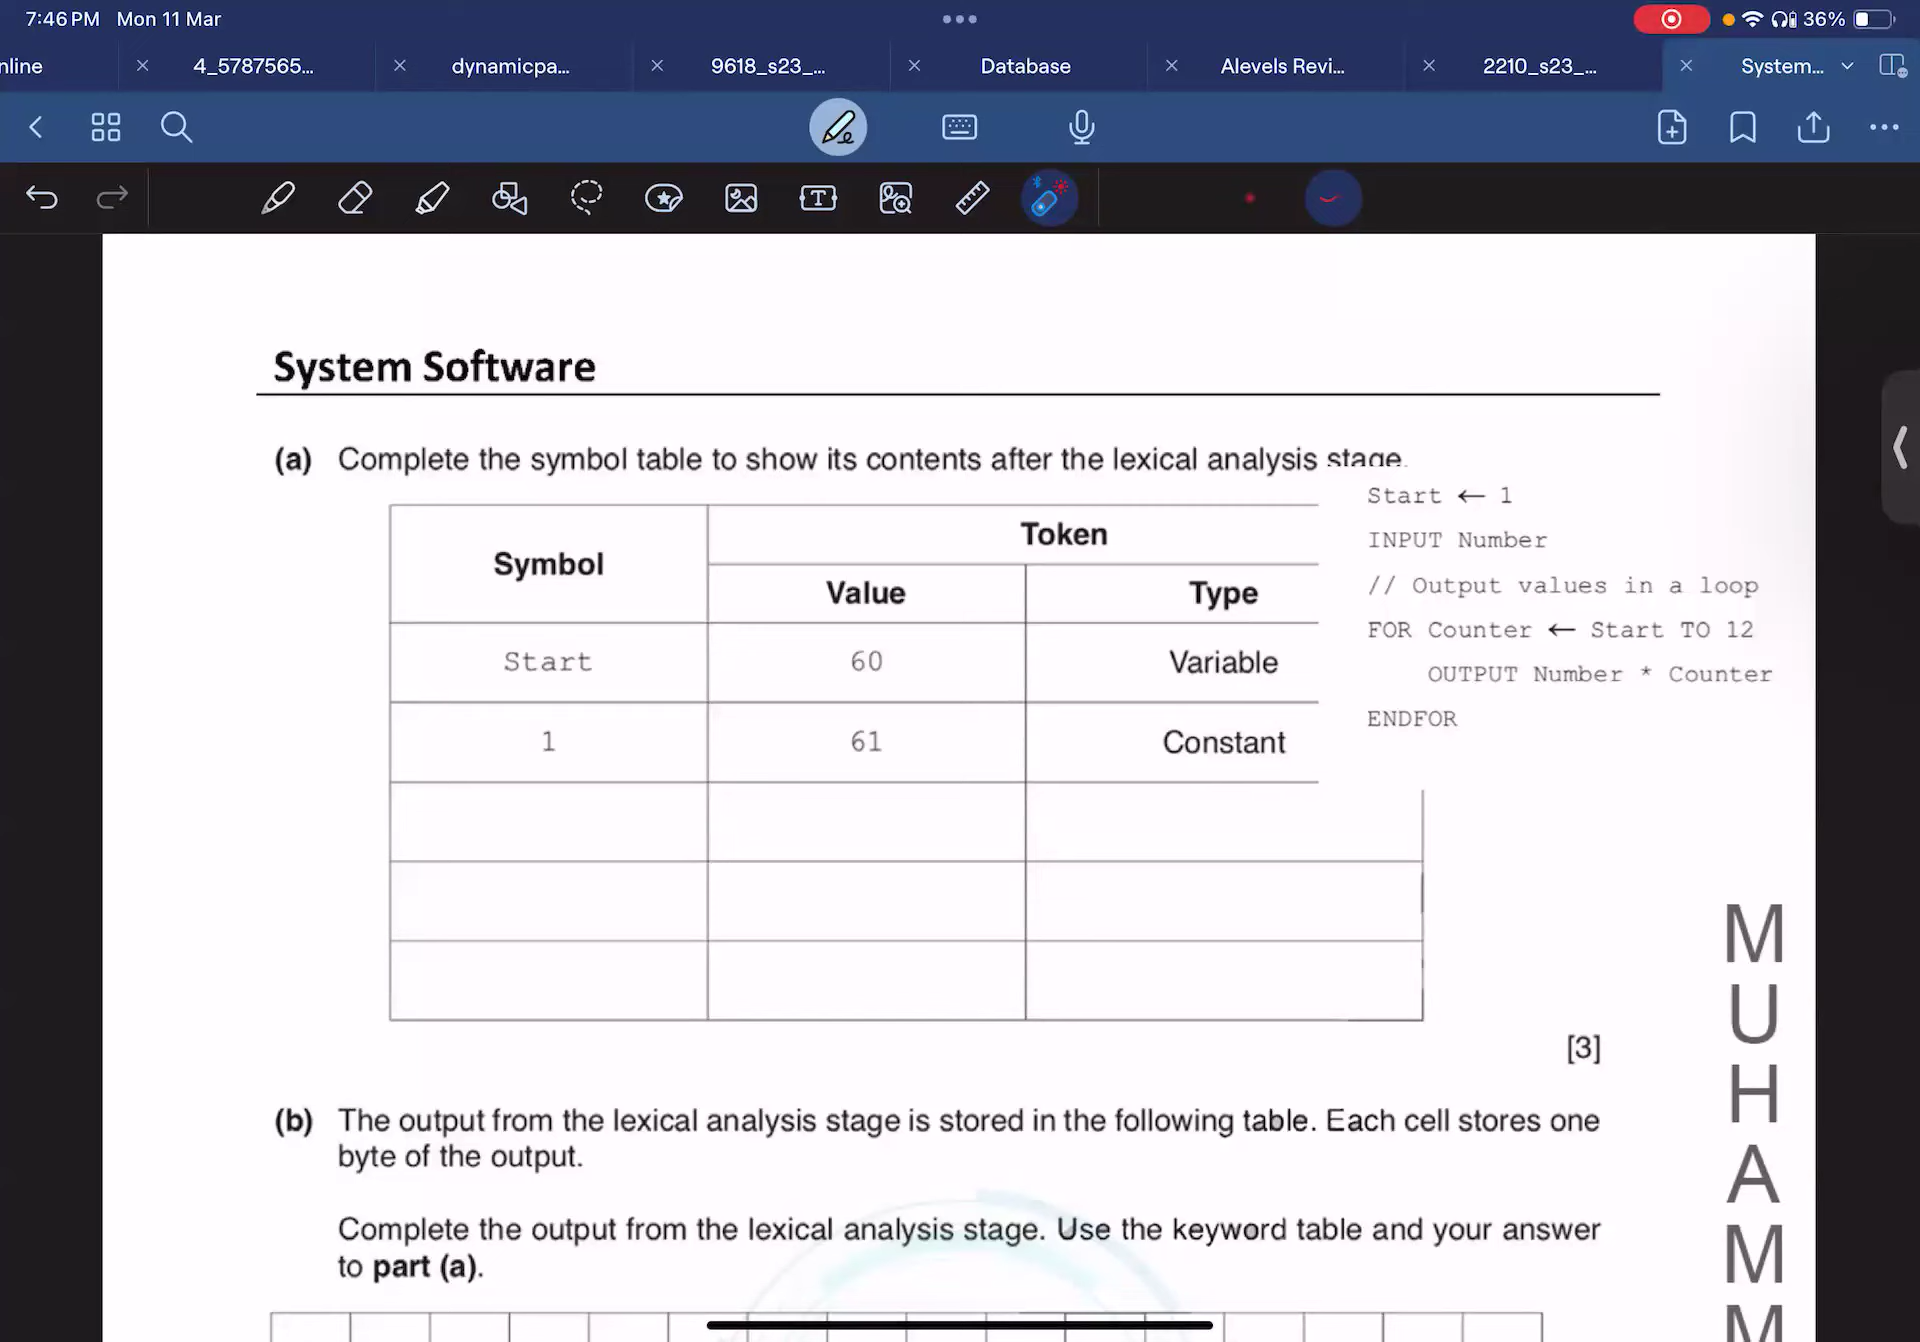 7:46 PM Mon 11 Mar
36%
nline
4_5787565...
dynamicpa...
9618_s23_...
Database
Alevels Revi...
2210_s23_...
System...
System Software
(a) Complete the symbol table to show its contents after the lexical analysis stage.
Symbol
Token
Value
Type
Start 60 Variable
1 61 Constant
Start ← 1
INPUT Number
// Output values in a loop
FOR Counter ← Start TO 12
OUTPUT Number * Counter
ENDFOR
[3]
(b) The output from the lexical analysis stage is stored in the following table. Each cell stores one
byte of the output.
Complete the output from the lexical analysis stage. Use the keyword table and your answer
to part (a).
M
U
H
A
M
M